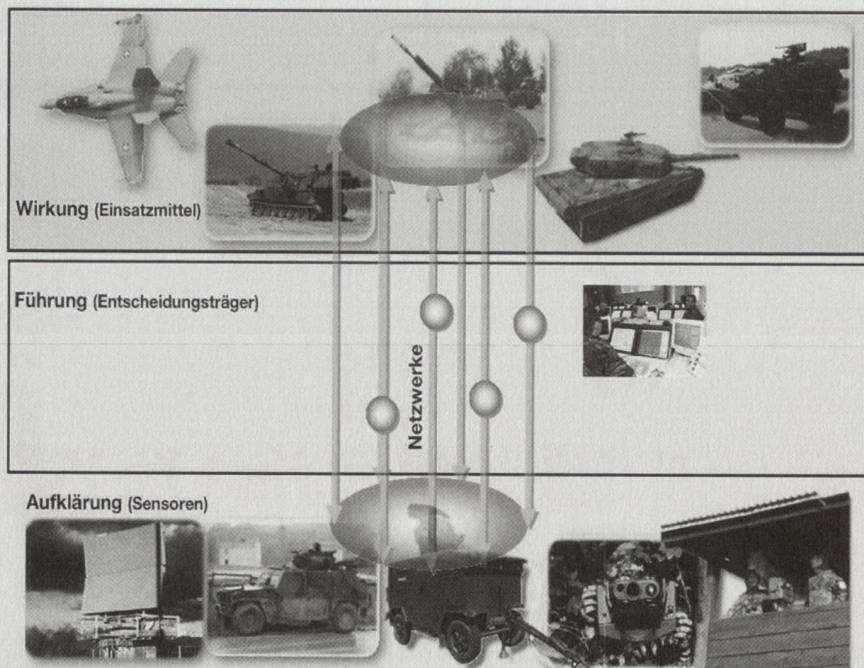 Wirkung (Einsatzmittel)
Führung (Entscheidungsträger)
Netzwerke
Aufklärung (Sensoren)